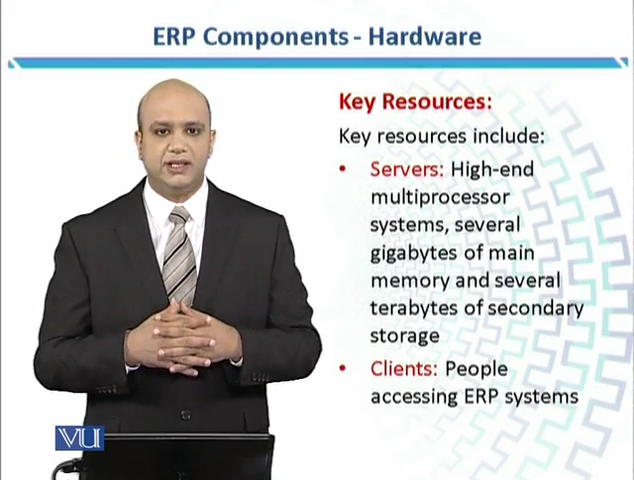 ERP Components - Hardware
Key Resources:
Key resources include:
• Servers: High-end
multiprocessor
systems, several
gigabytes of main
memory and several
terabytes of secondary
storage
• Clients: People
accessing ERP systems
VU